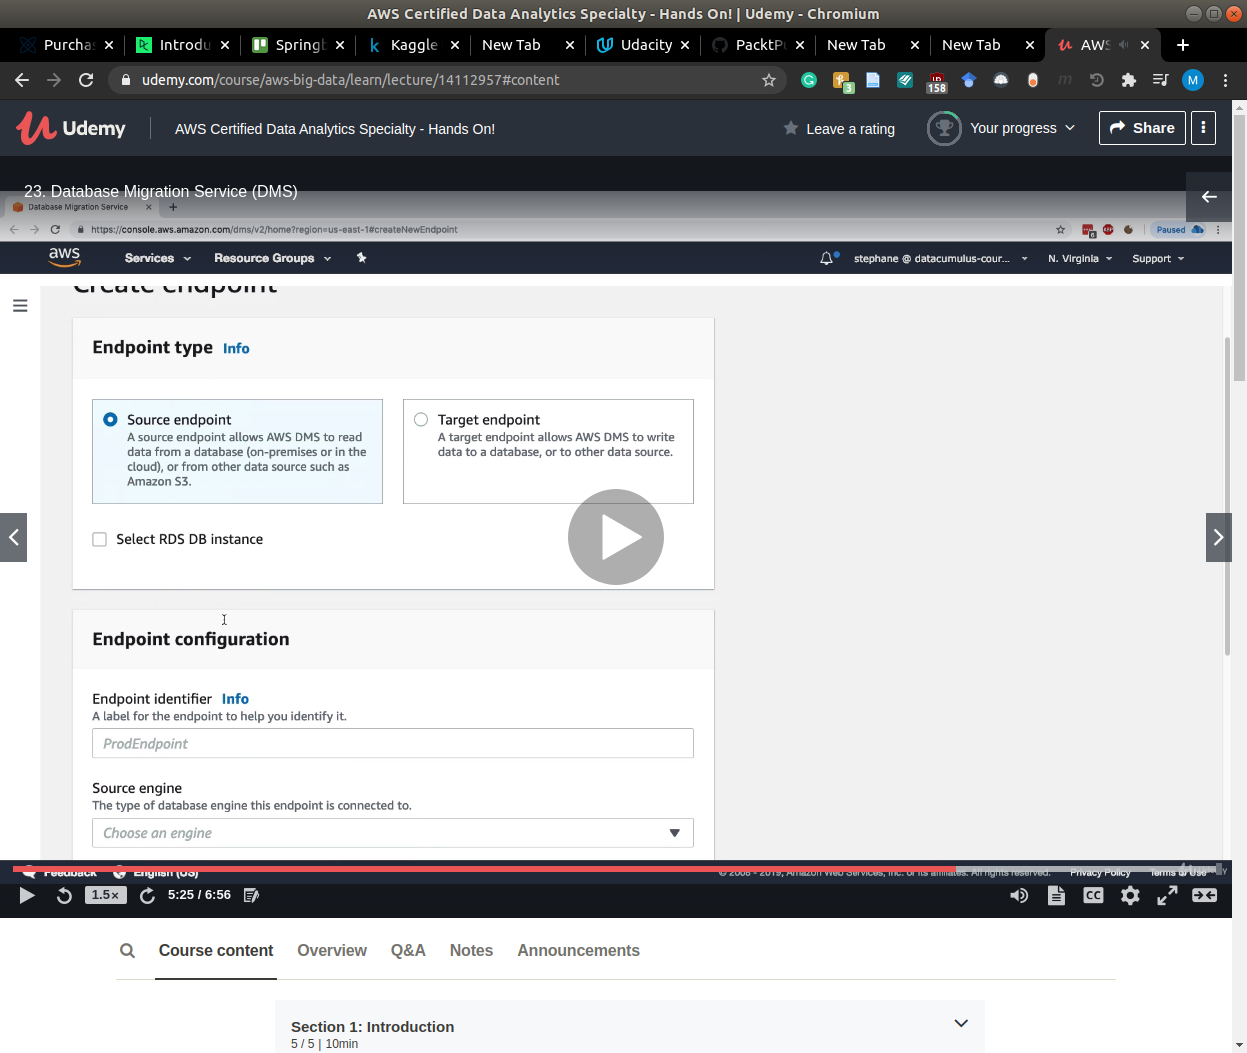 AWS Certified Data Analytics Specialty - Hands On! | Udemy - Chromium
Purcha
Introdu
Spring
Kaggle
New Tab
Udacity
PacktP
New Tab
New Tab
AWS
udemy.com/course/aws-big-data/learn/lecture/14112957#content
3
158
M
Udemy
AWS Certified Data Analytics Specialty - Hands On!
Leave a rating
Your progress
Share
23. Database Migration Service (DMS)
Database Migration Service
https://console.aws.amazon.com/dms/v2/home?region=us-east-1#createNewEndpoint
Paused
aws
Services
Resource Groups
stephane @ datacumulus-cour...
N. Virginia
Support
Create endpoint
Endpoint type Info
Source endpoint
A source endpoint allows AWS DMS to read
data from a database (on-premises or in the
cloud), or from other data source such as
Amazon S3.
Target endpoint
A target endpoint allows AWS DMS to write
data to a database, or to other data source.
Select RDS DB instance
Endpoint configuration
Endpoint identifier Info
A label for the endpoint to help you identify it.
ProdEndpoint
Source engine
The type of database engine this endpoint is connected to.
Choose an engine
Feedback
English (US)
© 2008 - 2019, Amazon Web Services, Inc. or its affiliates. All rights reserved.
Privacy Policy
Terms of Use
1.5×
5:25 / 6:56
CC
Course content
Overview
Q&A
Notes
Announcements
Section 1: Introduction
5 / 5 | 10min